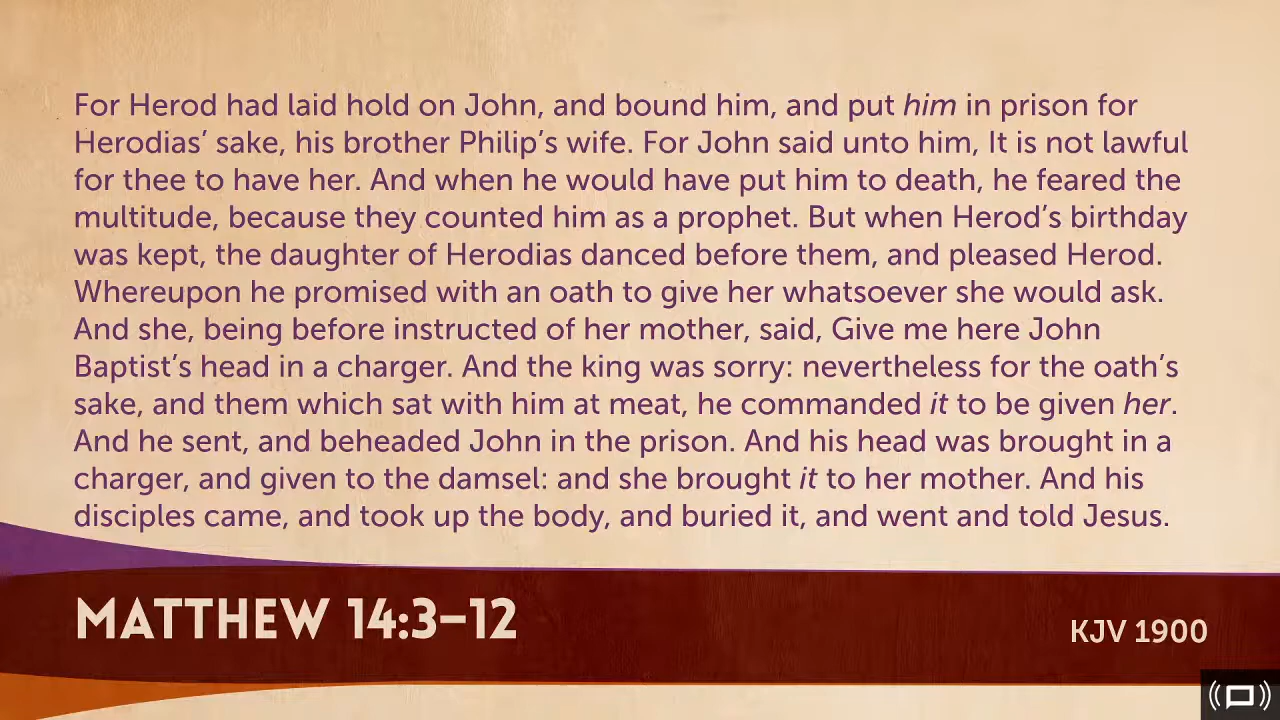 For Herod had laid hold on John, and bound him, and put him in prison for
Herodias’ sake, his brother Philip’s wife. For John said unto him, It is not lawful
for thee to have her. And when he would have put him to death, he feared the
multitude, because they counted him as a prophet. But when Herod’s birthday
was kept, the daughter of Herodias danced before them, and pleased Herod.
Whereupon he promised with an oath to give her whatsoever she would ask.
And she, being before instructed of her mother, said, Give me here John
Baptist’s head in a charger. And the king was sorry: nevertheless for the oath’s
sake, and them which sat with him at meat, he commanded it to be given her.
And he sent, and beheaded John in the prison. And his head was brought in a
charger, and given to the damsel: and she brought it to her mother. And his
disciples came, and took up the body, and buried it, and went and told Jesus.
MATTHEW 14:3–12
KJV 1900